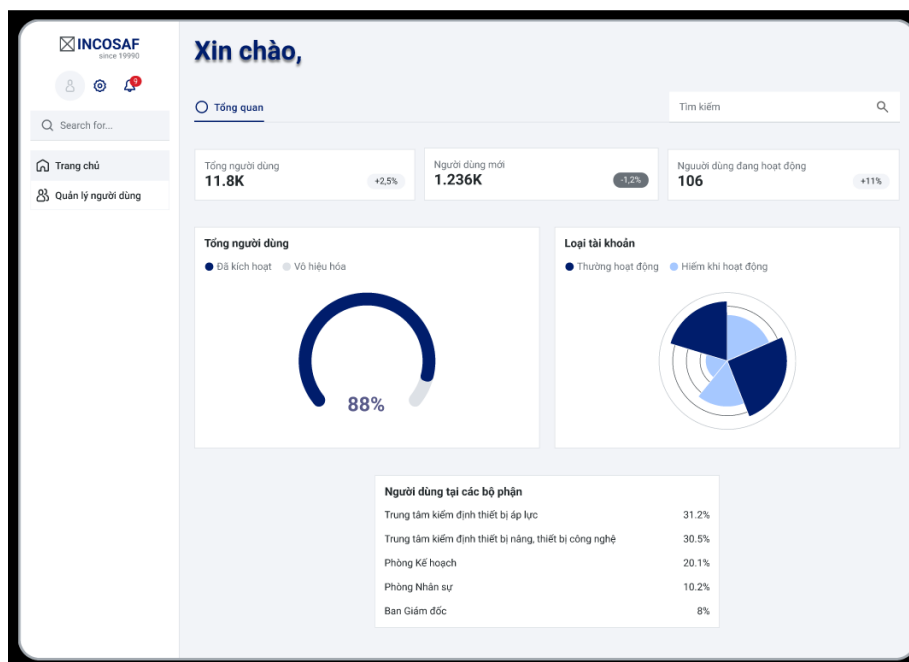 INCOSAF
since 19990
9
Search for...
Trang chủ
Quản lý người dùng
Xin chào,
Tổng quan
Tìm kiếm
Tổng người dùng
11.8K
+2,5%
Người dùng mới
1.236K
-1,2%
Nguuời dùng đang hoạt động
106
+11%
Tổng người dùng
Đã kích hoạt
Vô hiệu hóa
88%
Loại tài khoản
Thường hoạt động
Hiếm khi hoạt động
Người dùng tại các bộ phận
Trung tâm kiểm định thiết bị áp lực 31.2%
Trung tâm kiểm định thiết bị nâng, thiết bị công nghệ 30.5%
Phòng Kế hoạch 20.1%
Phòng Nhân sự 10.2%
Ban Giám đốc 8%